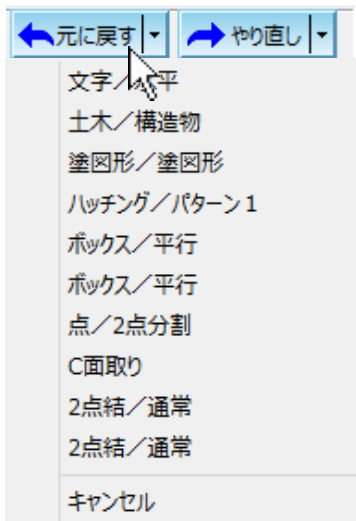 元に戻す やり直し
文字／ 平
土木／構造物
塗図形／塗図形
ハッチング／パターン１
ボックス／平行
ボックス／平行
点／2点分割
C面取り
2点結／通常
2点結／通常
キャンセル